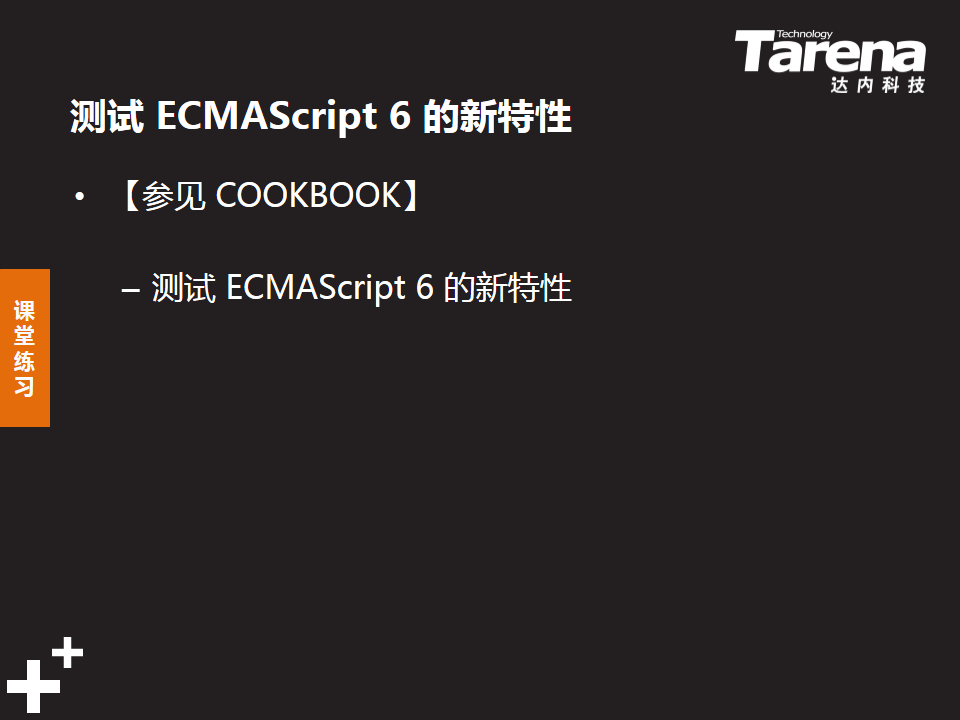 Technology
Tarena
达内科技
测试 ECMAScript 6 的新特性
• 【参见 COOKBOOK】
– 测试 ECMAScript 6 的新特性
课
堂
练
习